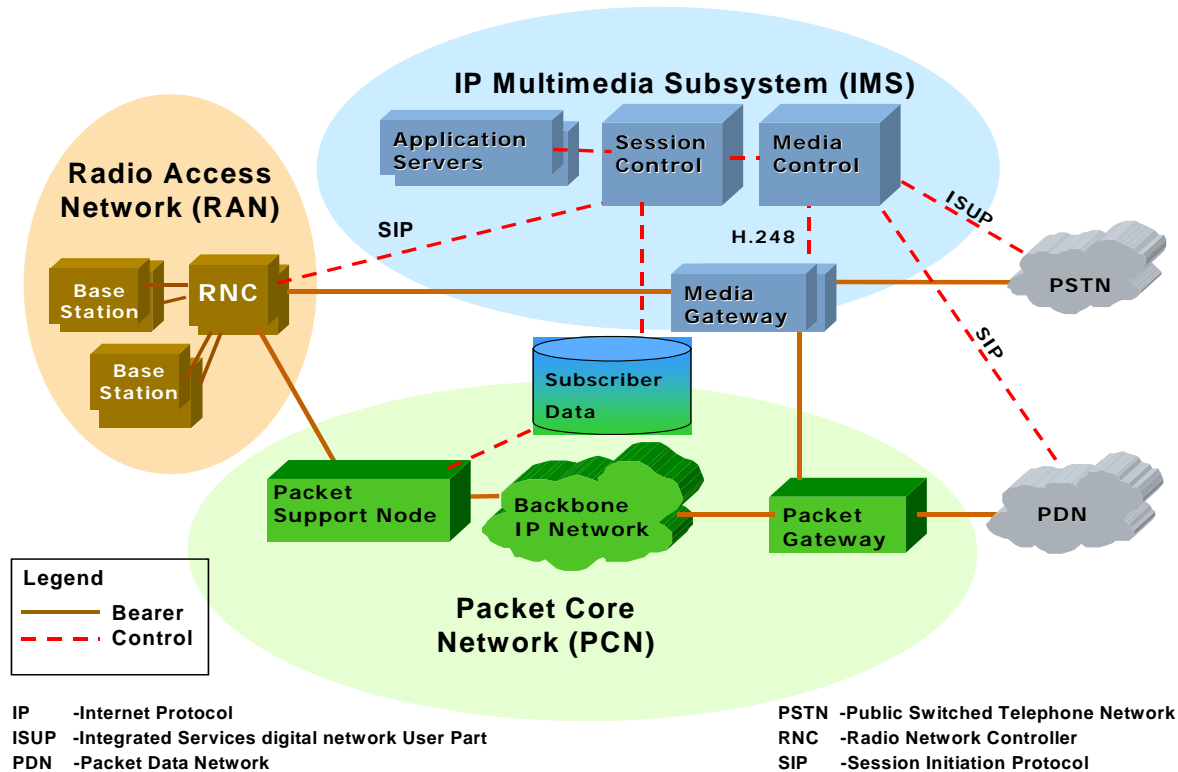 IP Multimedia Subsystem (IMS)
Application
Servers
Session
Control
Media
Control
Radio Access
Network (RAN)
SIP
ISUP
H.248
Base
Station
RNC
Media
Gateway
PSTN
Base
Station
SIP
Subscriber
Data
Packet
Support Node
Backbone
IP Network
Packet
Gateway
PDN
Legend
Bearer
Control
Packet Core
Network (PCN)
IP -Internet Protocol
ISUP -Integrated Services digital network User Part
PDN -Packet Data Network
PSTN -Public Switched Telephone Network
RNC -Radio Network Controller
SIP -Session Initiation Protocol